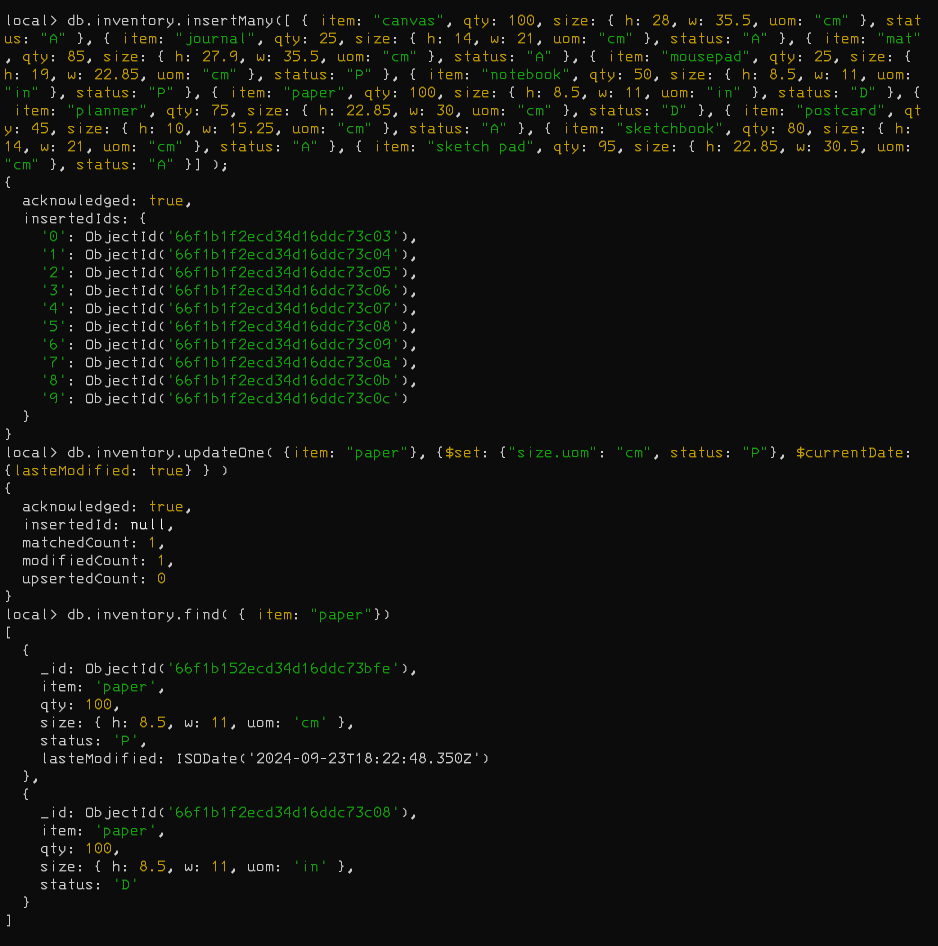 local> db.inventory.insertMany([ { item: "canvas", qty: 100, size: { h: 28, w: 35.5, uom: "cm" }, stat
us: "A" }, { item: "journal", qty: 25, size: { h: 14, w: 21, uom: "cm" }, status: "A" }, { item: "mat"
, qty: 85, size: { h: 27.9, w: 35.5, uom: "cm" }, status: "A" }, { item: "mousepad", qty: 25, size: {
h: 19, w: 22.85, uom: "cm" }, status: "P" }, { item: "notebook", qty: 50, size: { h: 8.5, w: 11, uom:
"in" }, status: "P" }, { item: "paper", qty: 100, size: { h: 8.5, w: 11, uom: "in" }, status: "D" }, {
 item: "planner", qty: 75, size: { h: 22.85, w: 30, uom: "cm" }, status: "D" }, { item: "postcard", qt
y: 45, size: { h: 10, w: 15.25, uom: "cm" }, status: "A" }, { item: "sketchbook", qty: 80, size: { h:
14, w: 21, uom: "cm" }, status: "A" }, { item: "sketch pad", qty: 95, size: { h: 22.85, w: 30.5, uom:
"cm" }, status: "A" }] );
{
  acknowledged: true,
  insertedIds: {
    '0': ObjectId('66f1b1f2ecd34d16ddc73c03'),
    '1': ObjectId('66f1b1f2ecd34d16ddc73c04'),
    '2': ObjectId('66f1b1f2ecd34d16ddc73c05'),
    '3': ObjectId('66f1b1f2ecd34d16ddc73c06'),
    '4': ObjectId('66f1b1f2ecd34d16ddc73c07'),
    '5': ObjectId('66f1b1f2ecd34d16ddc73c08'),
    '6': ObjectId('66f1b1f2ecd34d16ddc73c09'),
    '7': ObjectId('66f1b1f2ecd34d16ddc73c0a'),
    '8': ObjectId('66f1b1f2ecd34d16ddc73c0b'),
    '9': ObjectId('66f1b1f2ecd34d16ddc73c0c')
  }
}
local> db.inventory.updateOne( {item: "paper"}, {$set: {"size.uom": "cm", status: "P"}, $currentDate:
{lasteModified: true} } )
{
  acknowledged: true,
  insertedId: null,
  matchedCount: 1,
  modifiedCount: 1,
  upsertedCount: 0
}
local> db.inventory.find( { item: "paper"})
[
  {
    _id: ObjectId('66f1b152ecd34d16ddc73bfe'),
    item: 'paper',
    qty: 100,
    size: { h: 8.5, w: 11, uom: 'cm' },
    status: 'P',
    lasteModified: ISODate('2024-09-23T18:22:48.350Z')
  },
  {
    _id: ObjectId('66f1b1f2ecd34d16ddc73c08'),
    item: 'paper',
    qty: 100,
    size: { h: 8.5, w: 11, uom: 'in' },
    status: 'D'
  }
]